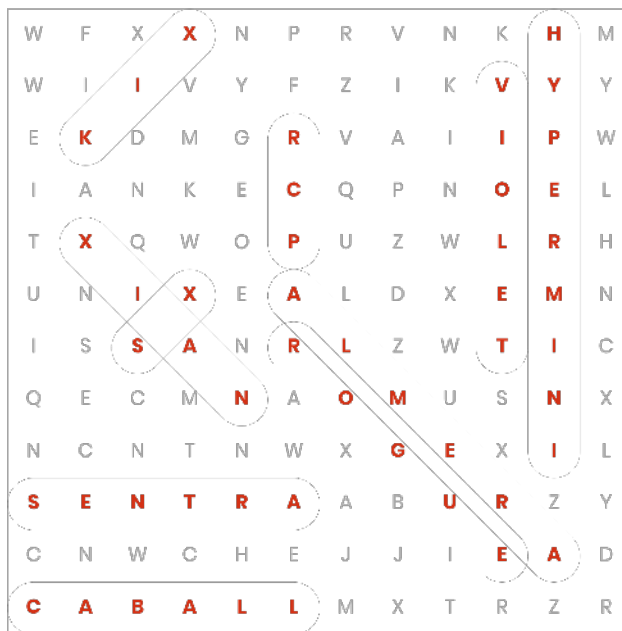 W F X X N P R V N K H M
W I I V Y F Z I K V Y Y
E K D M G R V A I I P W
I A N K E C Q P N O E L
T X Q W O P U Z W L R H
U N I X E A L D X E M N
I S S A N R L Z W T I C
Q E C M N A O M U S N X
N C N T N W X G E X I L
S E N T R A A B U R Z Y
C N W C H E J J I E A D
C A B A L L M X T R Z R